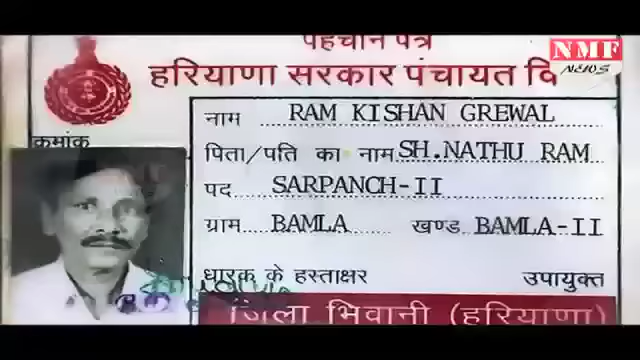 पहचान पत्र
हरियाणा सरकार पंचायत वि
NMF
NEWS
क्रमांक
नाम RAM KISHAN GREWAL
पिता/पति का नाम SH.NATHU RAM
पद SARPANCH-II
ग्राम BAMLA खण्ड BAMLA-II
धारक के हस्ताक्षर उपायुक्त
जिला भिवानी (हरियाणा)